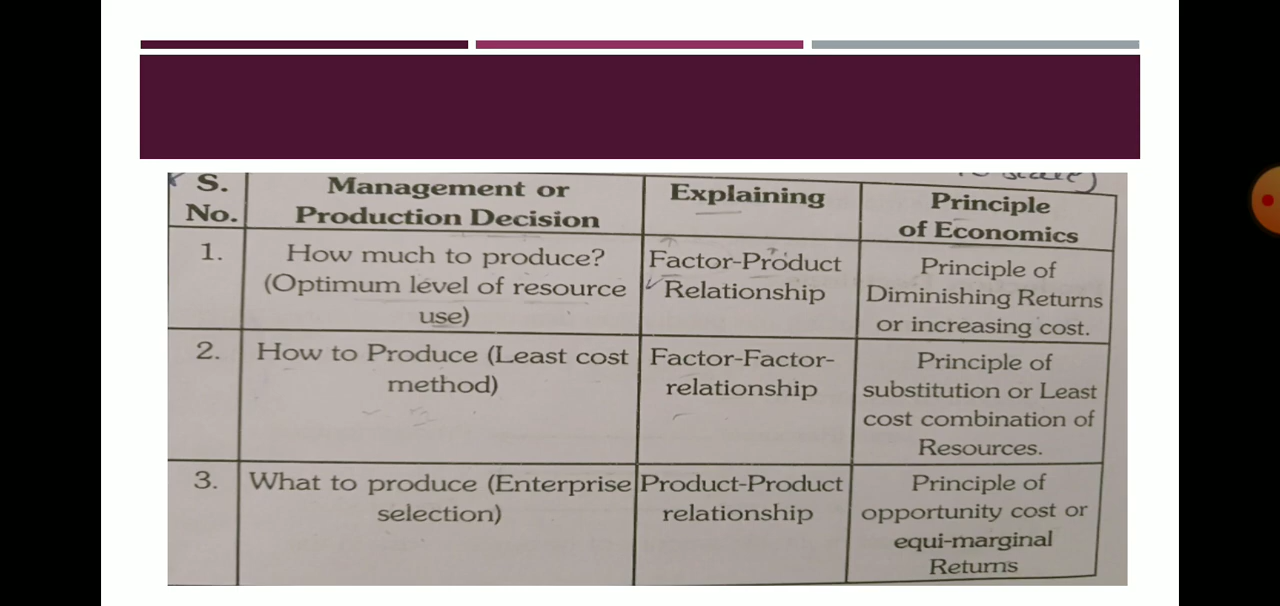 S. No. Management or Production Decision Explaining Principle of Economics
1. How much to produce? (Optimum level of resource use) Factor-Product Relationship Principle of Diminishing Returns or increasing cost.
2. How to Produce (Least cost method) Factor-Factor-relationship Principle of substitution or Least cost combination of Resources.
3. What to produce (Enterprise selection) Product-Product relationship Principle of opportunity cost or equi-marginal Returns